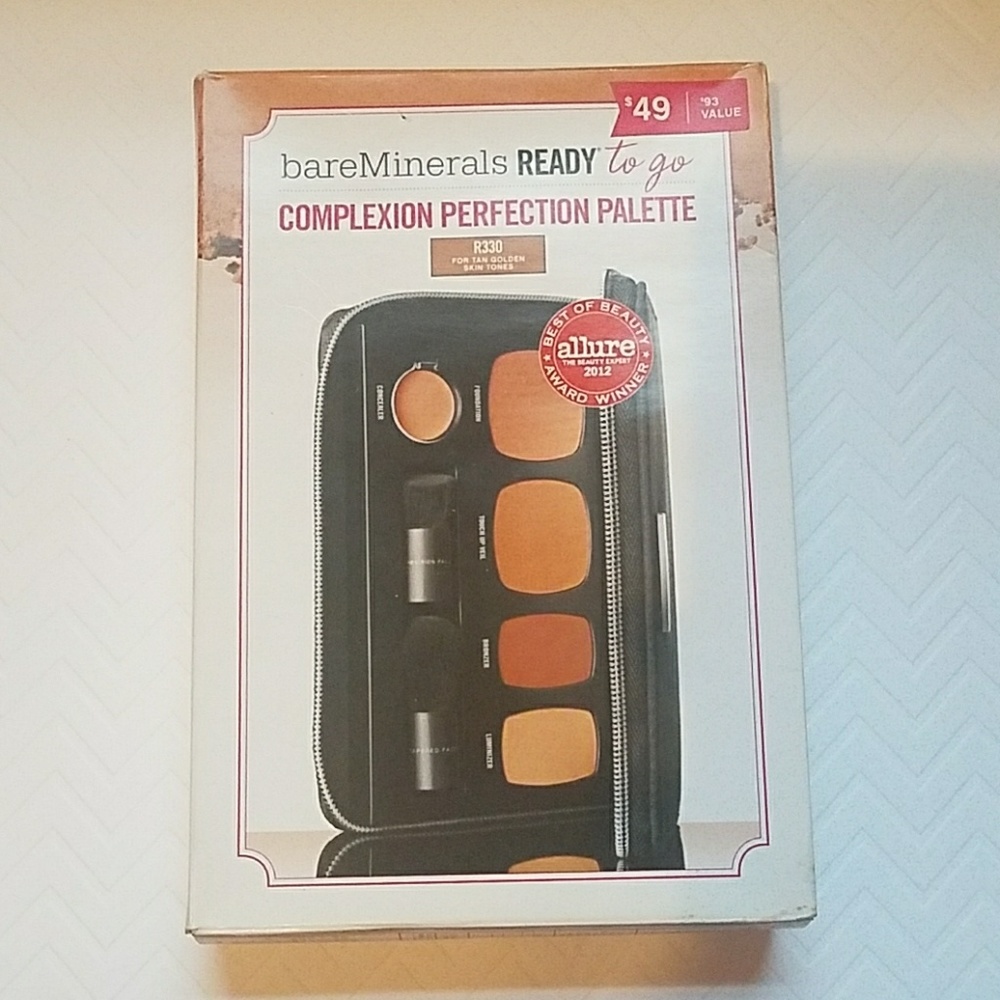 $49
$93
VALUE
bareMinerals READY® to go
COMPLEXION PERFECTION PALETTE
R330
FOR TAN GOLDEN
SKIN TONES
BEST OF BEAUTY
allure
THE BEAUTY EXPERT
2012
AWARD WINNER
CONCEALER
FOUNDATION
TOUCH UP VEIL
BRONZER
LUMINIZER